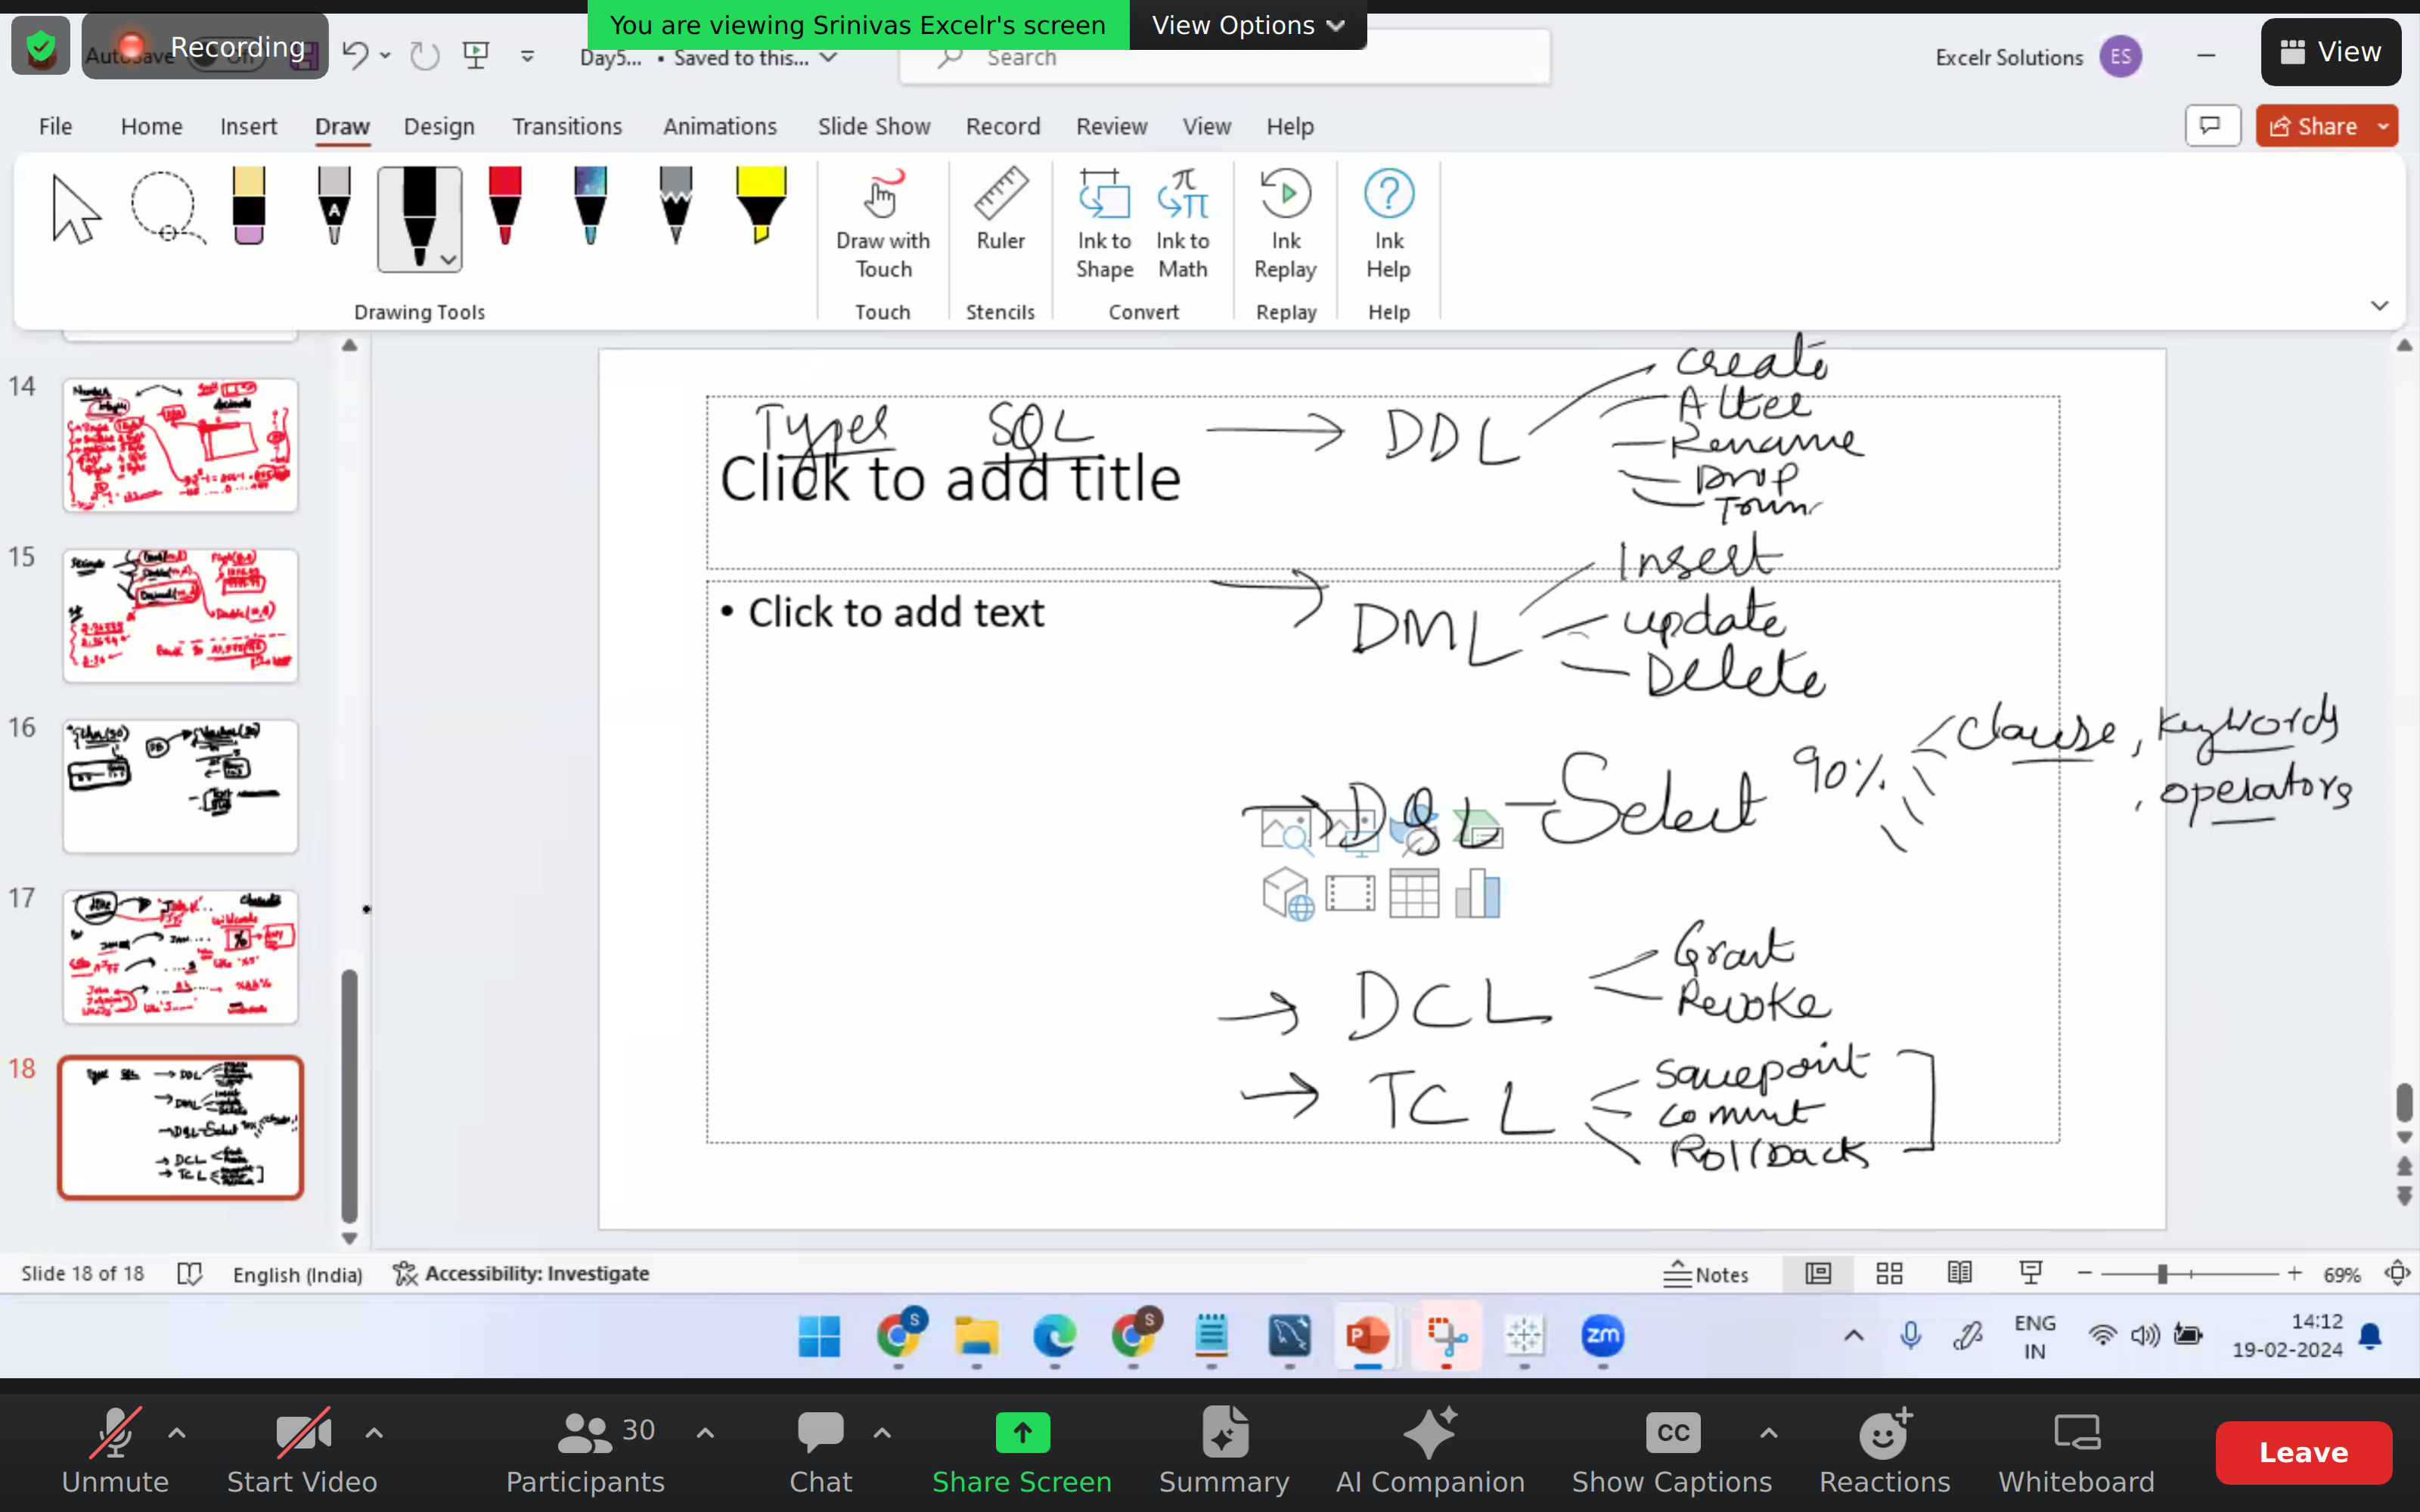 You are viewing Srinivas Excelr's screen View Options
Recording
Day5... • Saved to this...
Search
Excelr Solutions ES
View
File Home Insert Draw Design Transitions Animations Slide Show Record Review View Help
Share
Draw with Touch
Ruler
Ink to Shape
Ink to Math
Ink Replay
Ink Help
Drawing Tools Touch Stencils Convert Replay Help
14
15
16
17
18
Types SQL → DDL
Create
Alter
Rename
Drop
Click to add title
• Click to add text
→ DML
Insert
update
Delete
→ DQL - Select 90% clause, keywords
, operators
→ DCL
Grant
Revoke
→ TCL
Savepoint
commit
Rollback
Slide 18 of 18 English (India) Accessibility: Investigate Notes 69%
ENG
IN
14:12
19-02-2024
Unmute Start Video Participants 30 Chat Share Screen Summary AI Companion Show Captions Reactions Whiteboard Leave